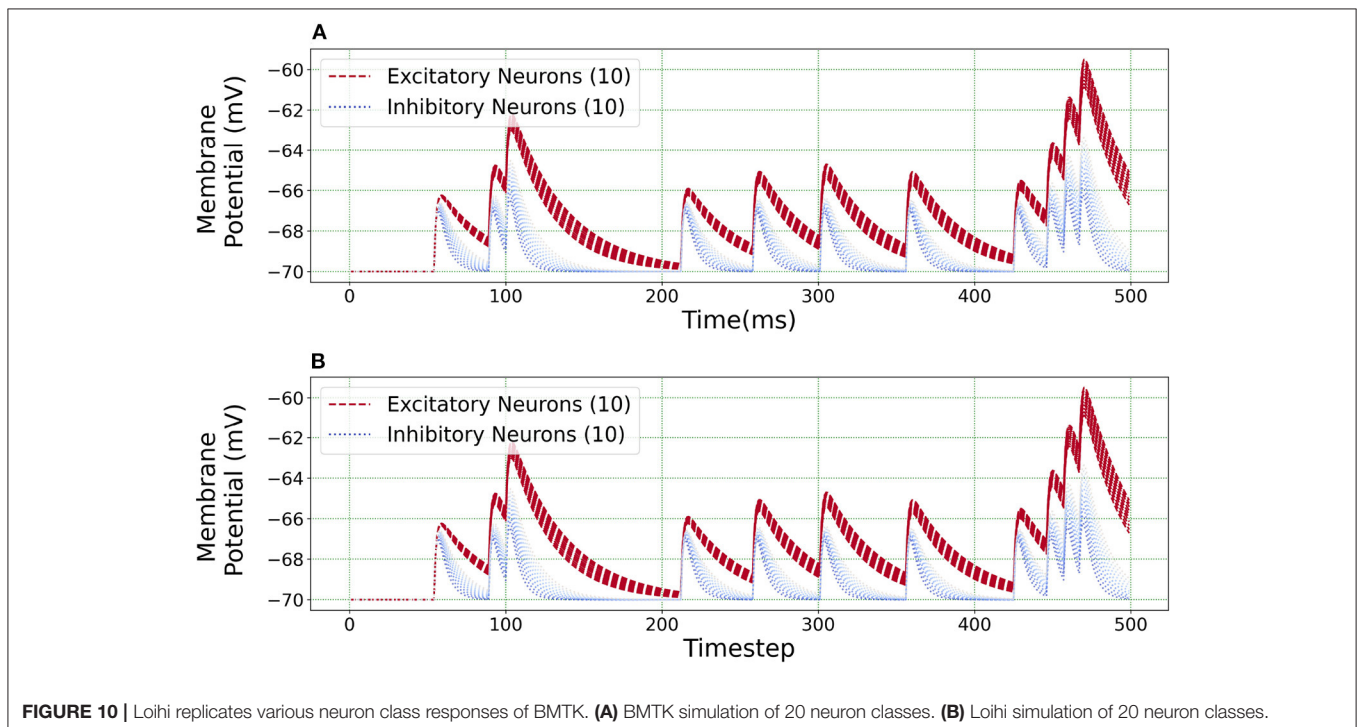 A
Membrane
Potential (mV)
−60
−62
−64
−66
−68
−70
Excitatory Neurons (10)
Inhibitory Neurons (10)
0 100 200 300 400 500
Time(ms)
B
Membrane
Potential (mV)
−60
−62
−64
−66
−68
−70
Excitatory Neurons (10)
Inhibitory Neurons (10)
0 100 200 300 400 500
Timestep
FIGURE 10 | Loihi replicates various neuron class responses of BMTK. (A) BMTK simulation of 20 neuron classes. (B) Loihi simulation of 20 neuron classes.